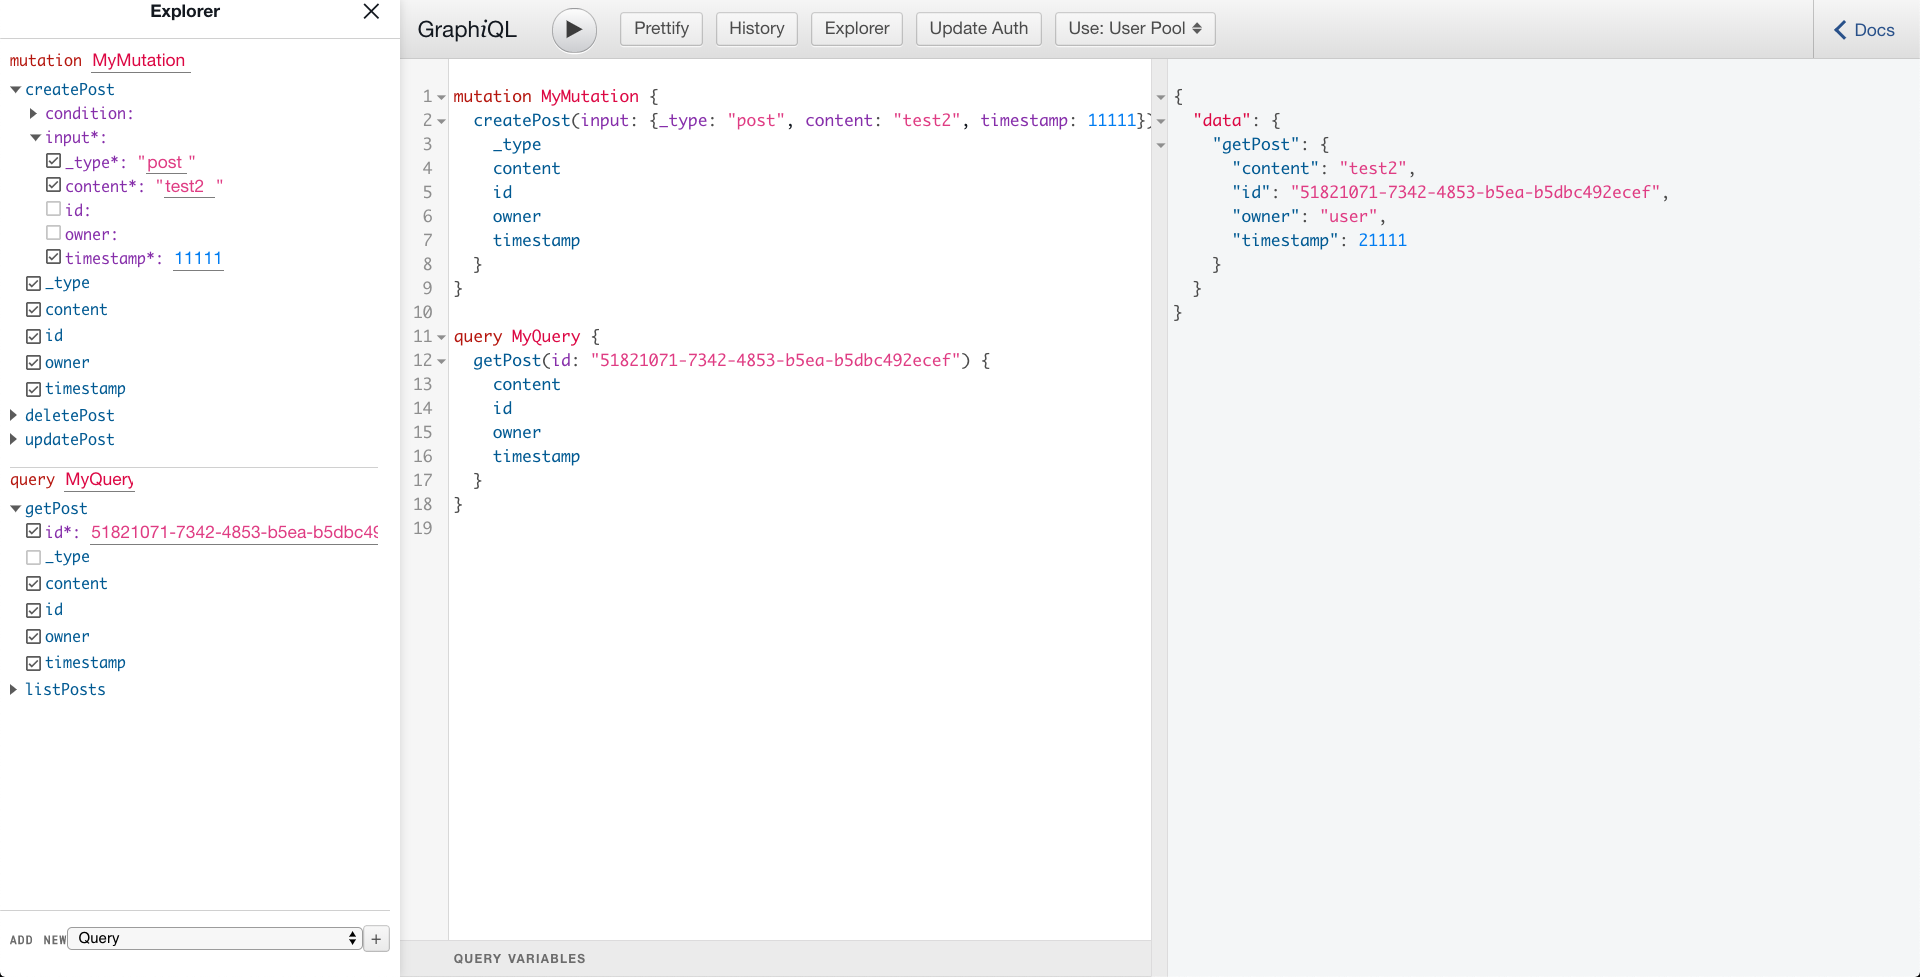 Explorer
mutation MyMutation
createPost
condition:
input*:
_type*: "post"
content*: "test2"
id:
owner:
timestamp*: 11111
_type
content
id
owner
timestamp
deletePost
updatePost
query MyQuery
getPost
id*: 51821071-7342-4853-b5ea-b5dbc49
_type
content
id
owner
timestamp
listPosts
ADD NEW Query +
GraphiQL Prettify History Explorer Update Auth Use: User Pool Docs
1 mutation MyMutation {
2 createPost(input: {_type: "post", content: "test2", timestamp: 11111})
3 _type
4 content
5 id
6 owner
7 timestamp
8 }
9 }
10
11 query MyQuery {
12 getPost(id: "51821071-7342-4853-b5ea-b5dbc492ecef") {
13 content
14 id
15 owner
16 timestamp
17 }
18 }
19
QUERY VARIABLES
{
"data": {
"getPost": {
"content": "test2",
"id": "51821071-7342-4853-b5ea-b5dbc492ecef",
"owner": "user",
"timestamp": 21111
}
}
}